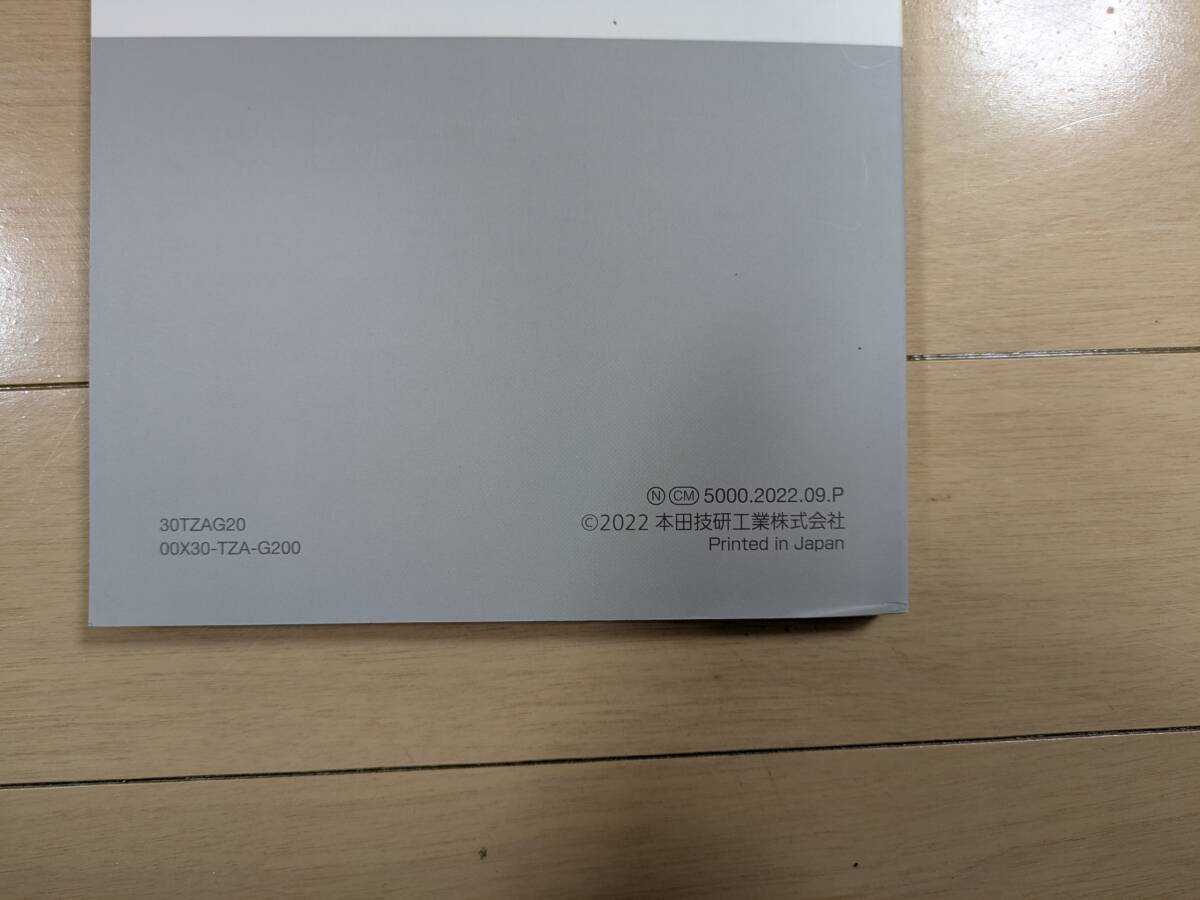 30TZAG20
00X30-TZA-G200
Ⓝ CM 5000.2022.09.P
©2022 本田技研工業株式会社
Printed in Japan